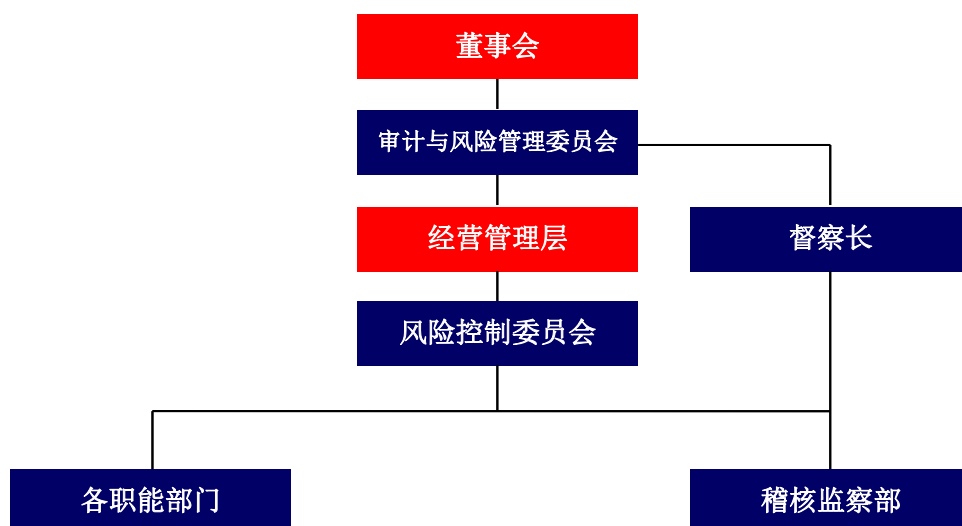 董事会
审计与风险管理委员会
经营管理层
督察长
风险控制委员会
各职能部门
稽核监察部